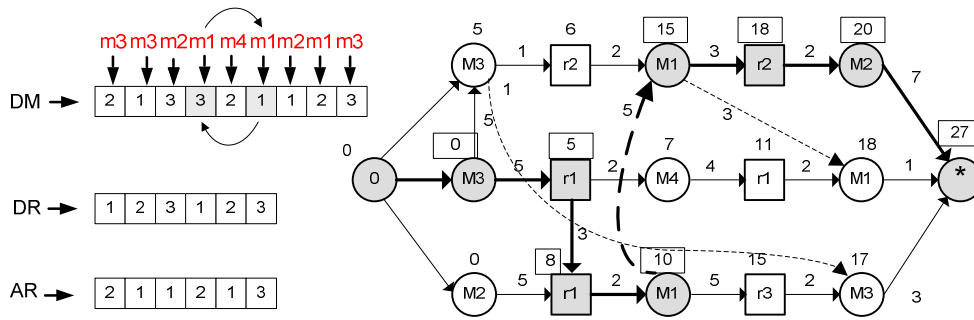 m3 m3 m2 m1 m4 m1 m2 m1 m3
DM 2 1 3 3 2 1 1 2 3
DR 1 2 3 1 2 3
AR 2 1 1 2 1 3
5 6 15 18 20
M3 1 r2 2 M1 3 r2 2 M2 7
1 5 3
0 0 5 5 7 11 18 27
0 M3 5 r1 2 M4 4 r1 2 M1 1 *
3
0 8 10 15 17
M2 5 r1 2 M1 5 r3 2 M3 3